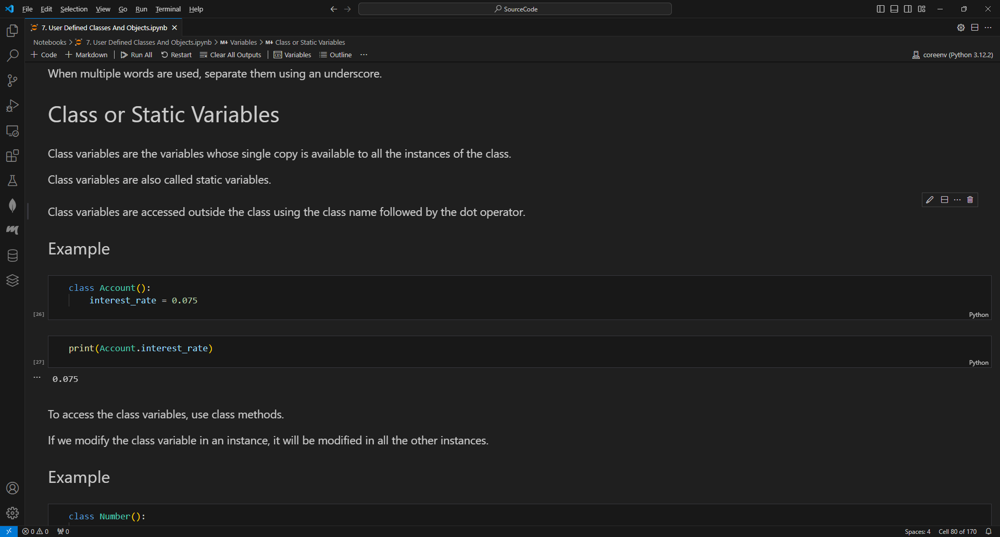 File Edit Selection View Go Run Terminal Help
SourceCode
7. User Defined Classes And Objects.ipynb
Notebooks > 7. User Defined Classes And Objects.ipynb > M Variables > M Class or Static Variables
Code Markdown Run All Restart Clear All Outputs Variables Outline ...
coreenv (Python 3.12.2)
When multiple words are used, separate them using an underscore.
Class or Static Variables
Class variables are the variables whose single copy is available to all the instances of the class.
Class variables are also called static variables.
Class variables are accessed outside the class using the class name followed by the dot operator.
Example
class Account():
    interest_rate = 0.075
[26]
Python
print(Account.interest_rate)
[27]
Python
... 0.075
To access the class variables, use class methods.
If we modify the class variable in an instance, it will be modified in all the other instances.
Example
class Number():
0 0 0
Spaces: 4 Cell 80 of 170